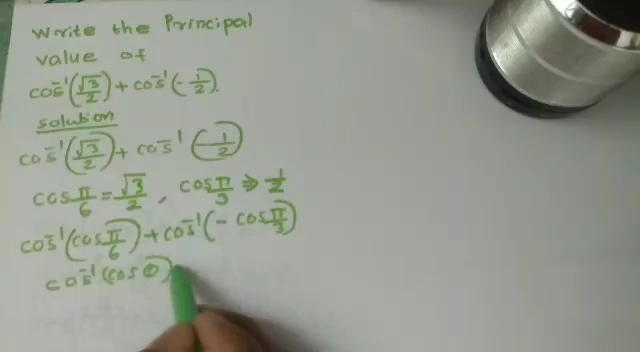 Write the Principal
value of
cos⁻¹(√3/2) + cos⁻¹(-1/2).
solution
cos⁻¹(√3/2) + cos⁻¹(-1/2)
cos π/6 = √3/2 , cos π/3 ⇒ 1/2
cos⁻¹(cos π/6) + cos⁻¹(- cos π/3)
cos⁻¹(cos θ)